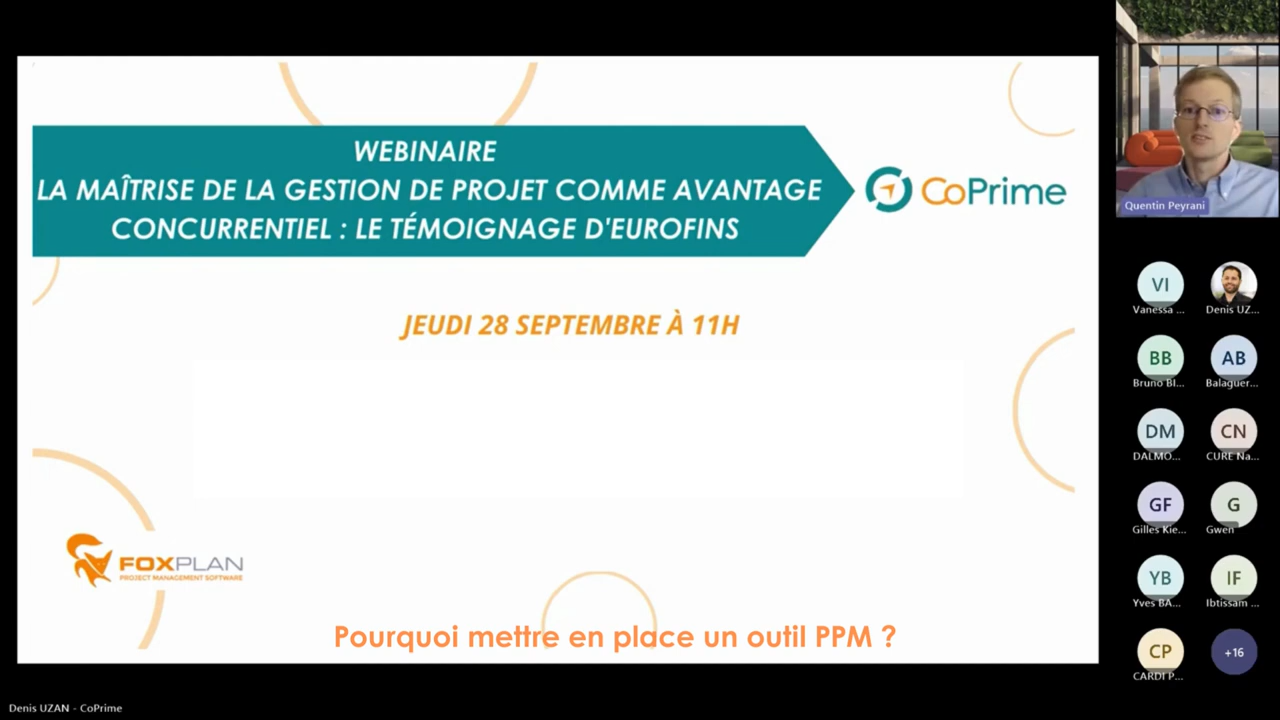 WEBINAIRE
LA MAÎTRISE DE LA GESTION DE PROJET COMME AVANTAGE
CONCURRENTIEL : LE TÉMOIGNAGE D'EUROFINS
CoPrime
JEUDI 28 SEPTEMBRE À 11H
FOXPLAN
PROJECT MANAGEMENT SOFTWARE
Pourquoi mettre en place un outil PPM ?
Quentin Peyrani
VI
Vanessa ...
Denis UZ...
BB
Bruno BI...
AB
Balaguer...
DM
DALMO...
CN
CURE Na...
GF
Gilles Kie...
G
Gwen
YB
Yves BA...
IF
Ibtissam ...
CP
CARDI P...
+16
Denis UZAN - CoPrime